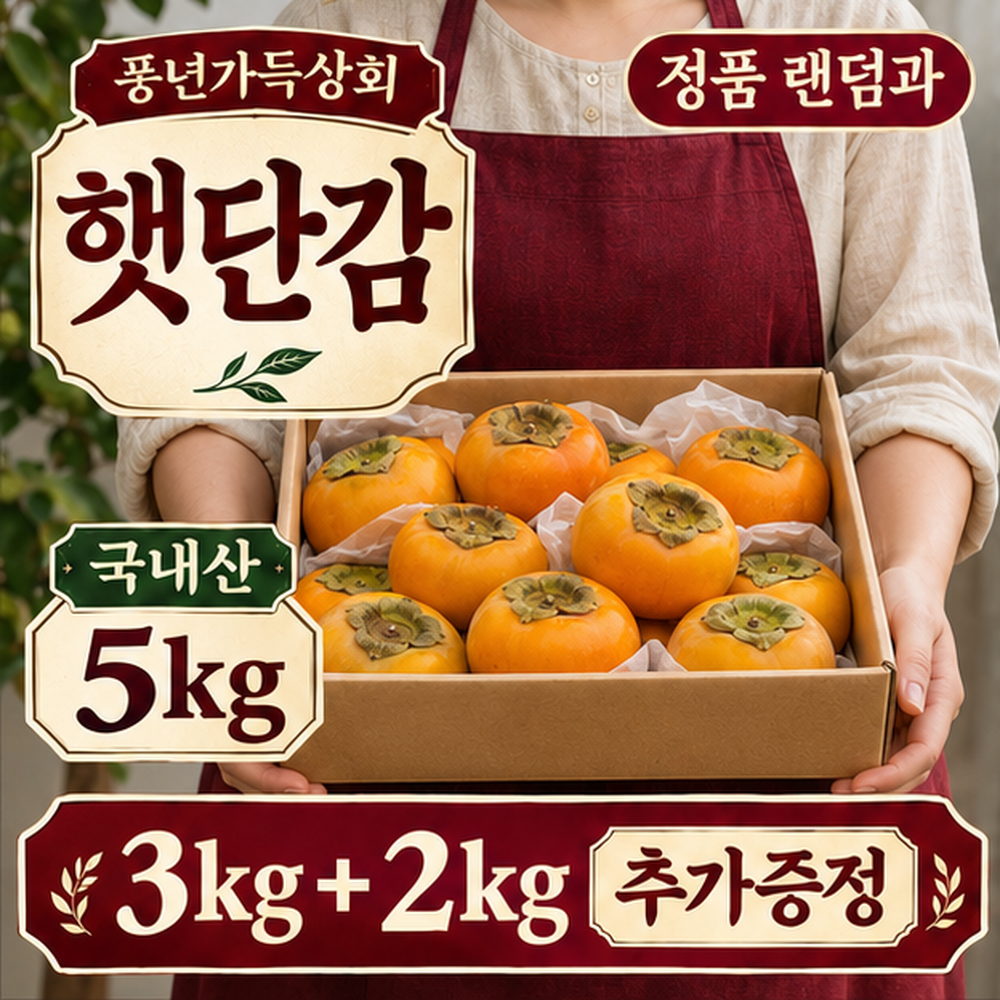 풍년가득상회
햇단감
정품 랜덤과
국내산
5kg
3kg+2kg 추가증정